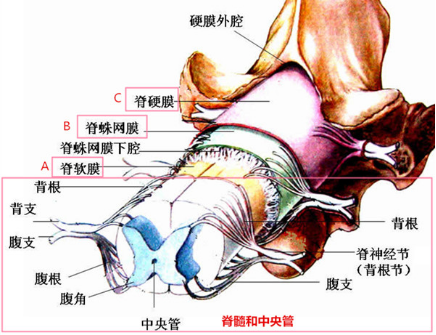 硬膜外腔
C 脊硬膜
B 脊蛛网膜
脊蛛网膜下腔
A 脊软膜
背根
背支
腹支
背根
脊神经节
（背根节）
腹根
腹支
腹角
中央管
脊髓和中央管